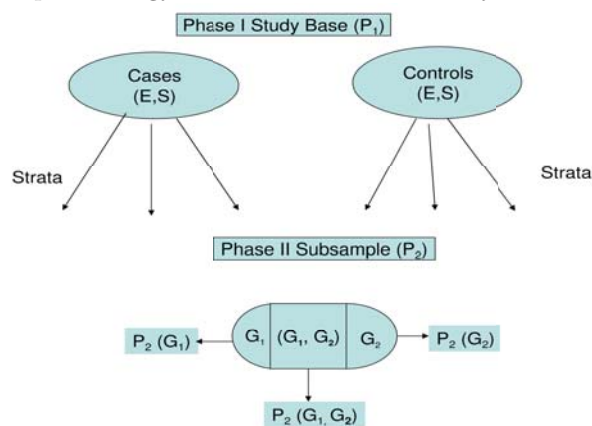 Phase I Study Base (P₁)
Cases
(E,S)
Controls
(E,S)
Strata
Strata
Phase II Subsample (P₂)
G₁
(G₁, G₂)
G₂
P₂ (G₁)
P₂ (G₂)
P₂ (G₁, G₂)